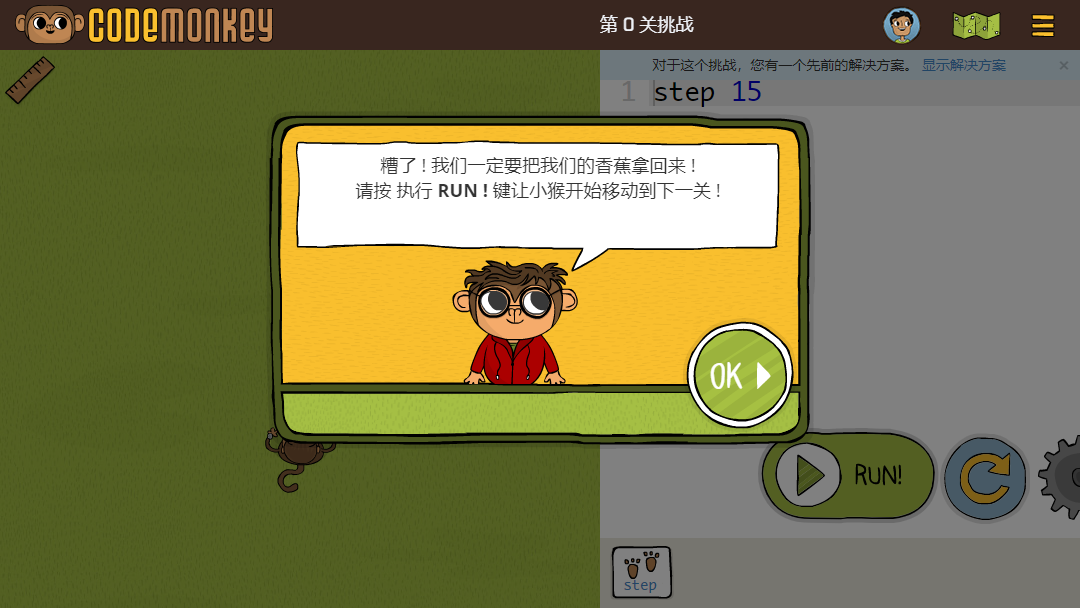 CODEMONKEY
第 0 关挑战
对于这个挑战，您有一个先前的解决方案。 显示解决方案 ×
1 step 15
糟了 ! 我们一定要把我们的香蕉拿回来 !
请按 执行 RUN ! 键让小猴开始移动到下一关 !
OK
RUN!
step